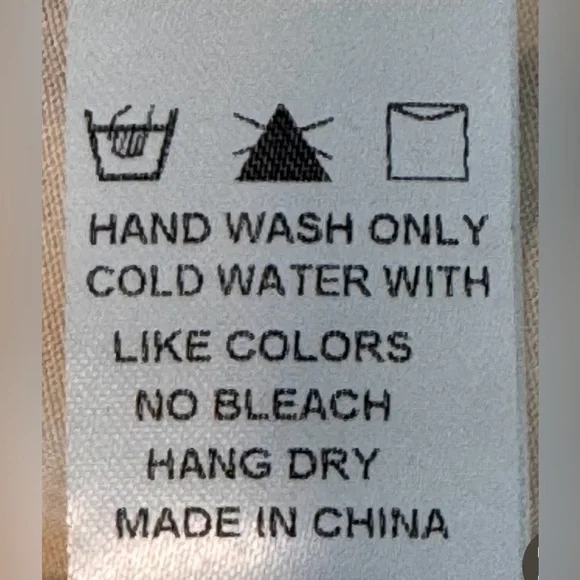 HAND WASH ONLY
COLD WATER WITH
LIKE COLORS
NO BLEACH
HANG DRY
MADE IN CHINA